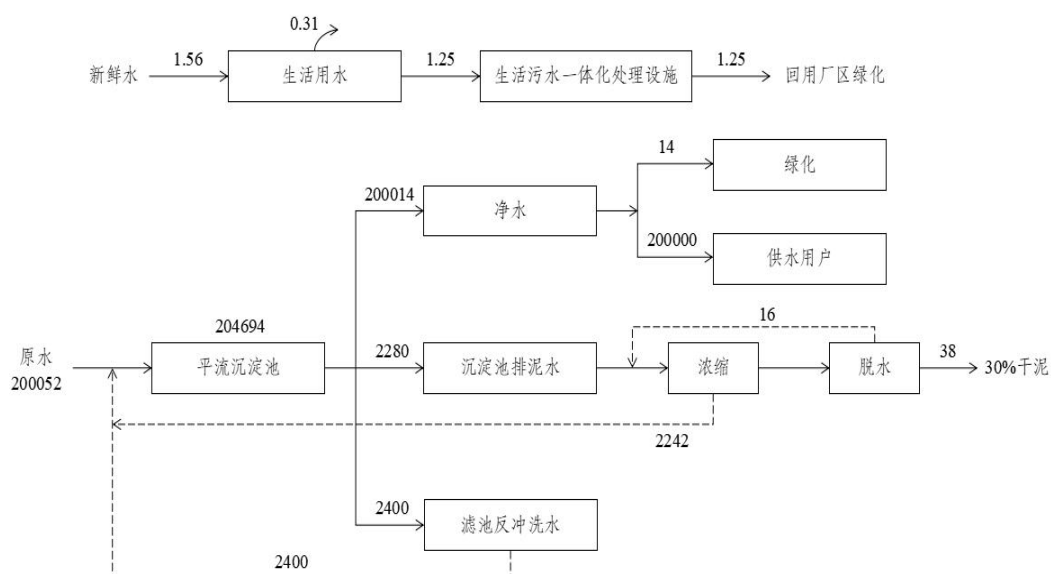 0.31
新鲜水
1.56
生活用水
1.25
生活污水一体化处理设施
1.25
回用厂区绿化
14
绿化
200014
净水
200000
供水用户
204694
16
原水
200052
平流沉淀池
2280
沉淀池排泥水
浓缩
脱水
38
30%干泥
2242
2400
滤池反冲洗水
2400